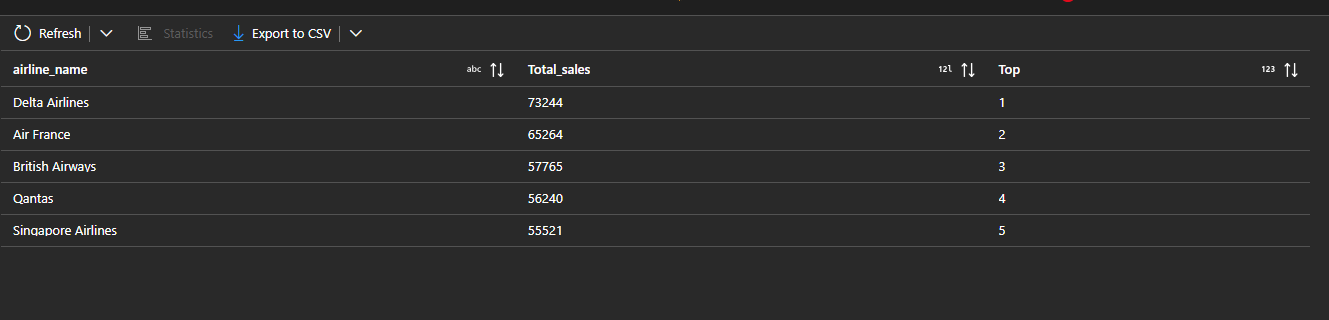 Refresh Statistics Export to CSV
airline_name abc Total_sales 12l Top 123
Delta Airlines 73244 1
Air France 65264 2
British Airways 57765 3
Qantas 56240 4
Singapore Airlines 55521 5